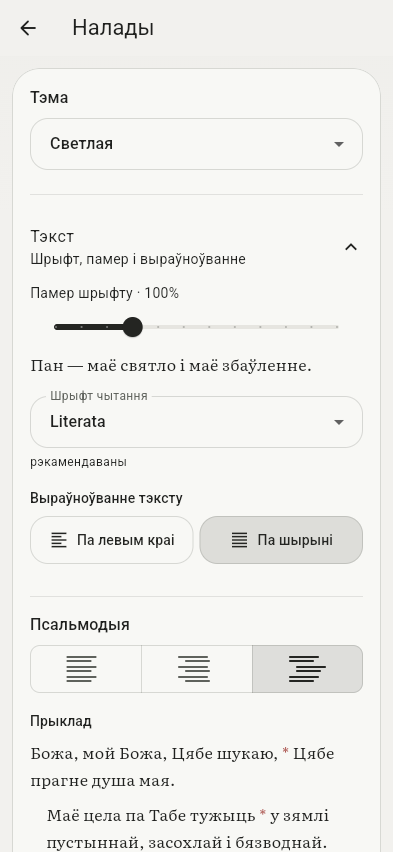 Налады
Тэма
Светлая
Тэкст
Шрыфт, памер і выраўноўванне
Памер шрыфту · 100%
Пан — маё святло і маё збаўленне.
Шрыфт чытання
Literata
рэкамендаваны
Выраўноўванне тэксту
Па левым краі
Па шырыні
Псальмодыя
Прыклад
Божа, мой Божа, Цябе шукаю, * Цябе
прагне душа мая.
Маё цела па Табе тужыць * у зямлі
пустыннай, засохлай і бязводнай.